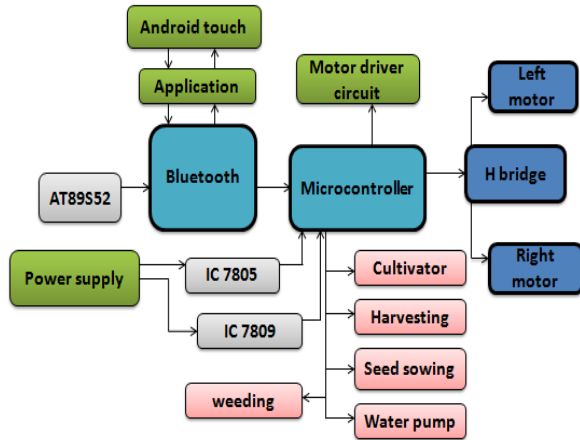 Android touch
Application
Motor driver
circuit
Left
motor
Bluetooth
Microcontroller
H bridge
AT89S52
Right
motor
Power supply
IC 7805
IC 7809
Cultivator
Harvesting
Seed sowing
weeding
Water pump